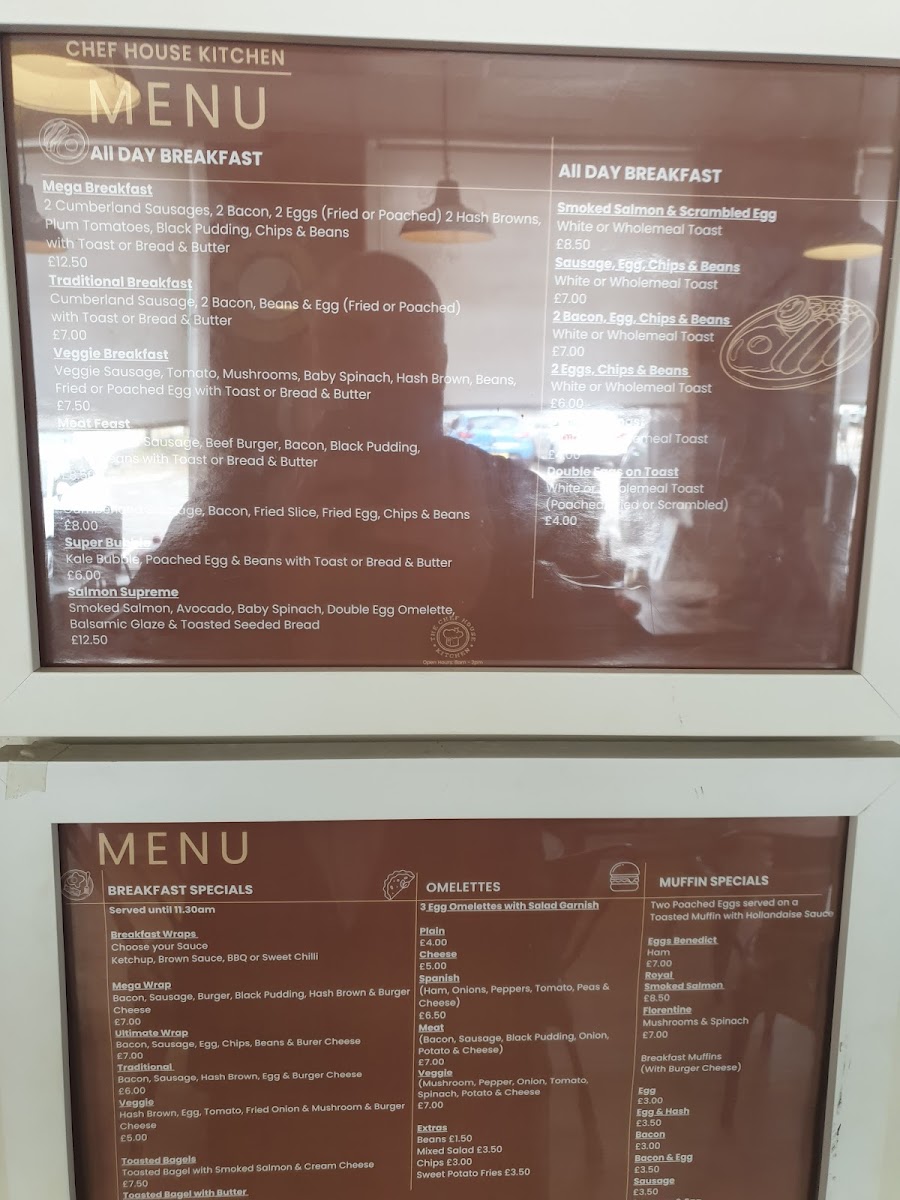 CHEF HOUSE KITCHEN
MENU
All DAY BREAKFAST
Mega Breakfast
2 Cumberland Sausages, 2 Bacon, 2 Eggs (Fried or Poached) 2 Hash Browns,
Plum Tomatoes, Black Pudding, Chips & Beans
with Toast or Bread & Butter
£12.50
Traditional Breakfast
Cumberland Sausage, 2 Bacon, Beans & Egg (Fried or Poached)
with Toast or Bread & Butter
£7.00
Veggie Breakfast
Veggie Sausage, Tomato, Mushrooms, Baby Spinach, Hash Brown, Beans,
Fried or Poached Egg with Toast or Bread & Butter
£7.50
Meat Feast
Sausage, Beef Burger, Bacon, Black Pudding,
with Toast or Bread & Butter
Cumberland Sausage, Bacon, Fried Slice, Fried Egg, Chips & Beans
£8.00
Super Bubble
Kale Bubble, Poached Egg & Beans with Toast or Bread & Butter
£6.00
Salmon Supreme
Smoked Salmon, Avocado, Baby Spinach, Double Egg Omelette,
Balsamic Glaze & Toasted Seeded Bread
£12.50
All DAY BREAKFAST
Smoked Salmon & Scrambled Egg
White or Wholemeal Toast
£8.50
Sausage, Egg, Chips & Beans
White or Wholemeal Toast
£7.00
2 Bacon, Egg, Chips & Beans
White or Wholemeal Toast
£7.00
2 Eggs, Chips & Beans
White or Wholemeal Toast
£6.00
Toast
Double Eggs on Toast
White or Wholemeal Toast
(Poached, Fried or Scrambled)
£4.00
THE CHEF HOUSE KITCHEN
Open Hours: 8am - 3pm
MENU
BREAKFAST SPECIALS
Served until 11.30am
Breakfast Wraps
Choose your Sauce
Ketchup, Brown Sauce, BBQ or Sweet Chilli
Mega Wrap
Bacon, Sausage, Burger, Black Pudding, Hash Brown & Burger
Cheese
£7.00
Ultimate Wrap
Bacon, Sausage, Egg, Chips, Beans & Burer Cheese
£7.00
Traditional
Bacon, Sausage, Hash Brown, Egg & Burger Cheese
£6.00
Veggie
Hash Brown, Egg, Tomato, Fried Onion & Mushroom & Burger
Cheese
£5.00
Toasted Bagels
Toasted Bagel with Smoked Salmon & Cream Cheese
£7.50
Toasted Bagel with Butter
OMELETTES
3 Egg Omelettes with Salad Garnish
Plain
£4.00
Cheese
£5.00
Spanish
(Ham, Onions, Peppers, Tomato, Peas &
Cheese)
£6.50
Meat
(Bacon, Sausage, Black Pudding, Onion,
Potato & Cheese)
£7.00
Veggie
(Mushroom, Pepper, Onion, Tomato,
Spinach, Potato & Cheese
£7.00
Extras
Beans £1.50
Mixed Salad £3.50
Chips £3.00
Sweet Potato Fries £3.50
MUFFIN SPECIALS
Two Poached Eggs served on a
Toasted Muffin with Hollandaise Sauce
Eggs Benedict
Ham
£7.00
Royal
Smoked Salmon
£8.50
Florentine
Mushrooms & Spinach
£7.00
Breakfast Muffins
(With Burger Cheese)
Egg
£3.00
Egg & Hash
£3.50
Bacon
£3.00
Bacon & Egg
£3.50
Sausage
£3.50